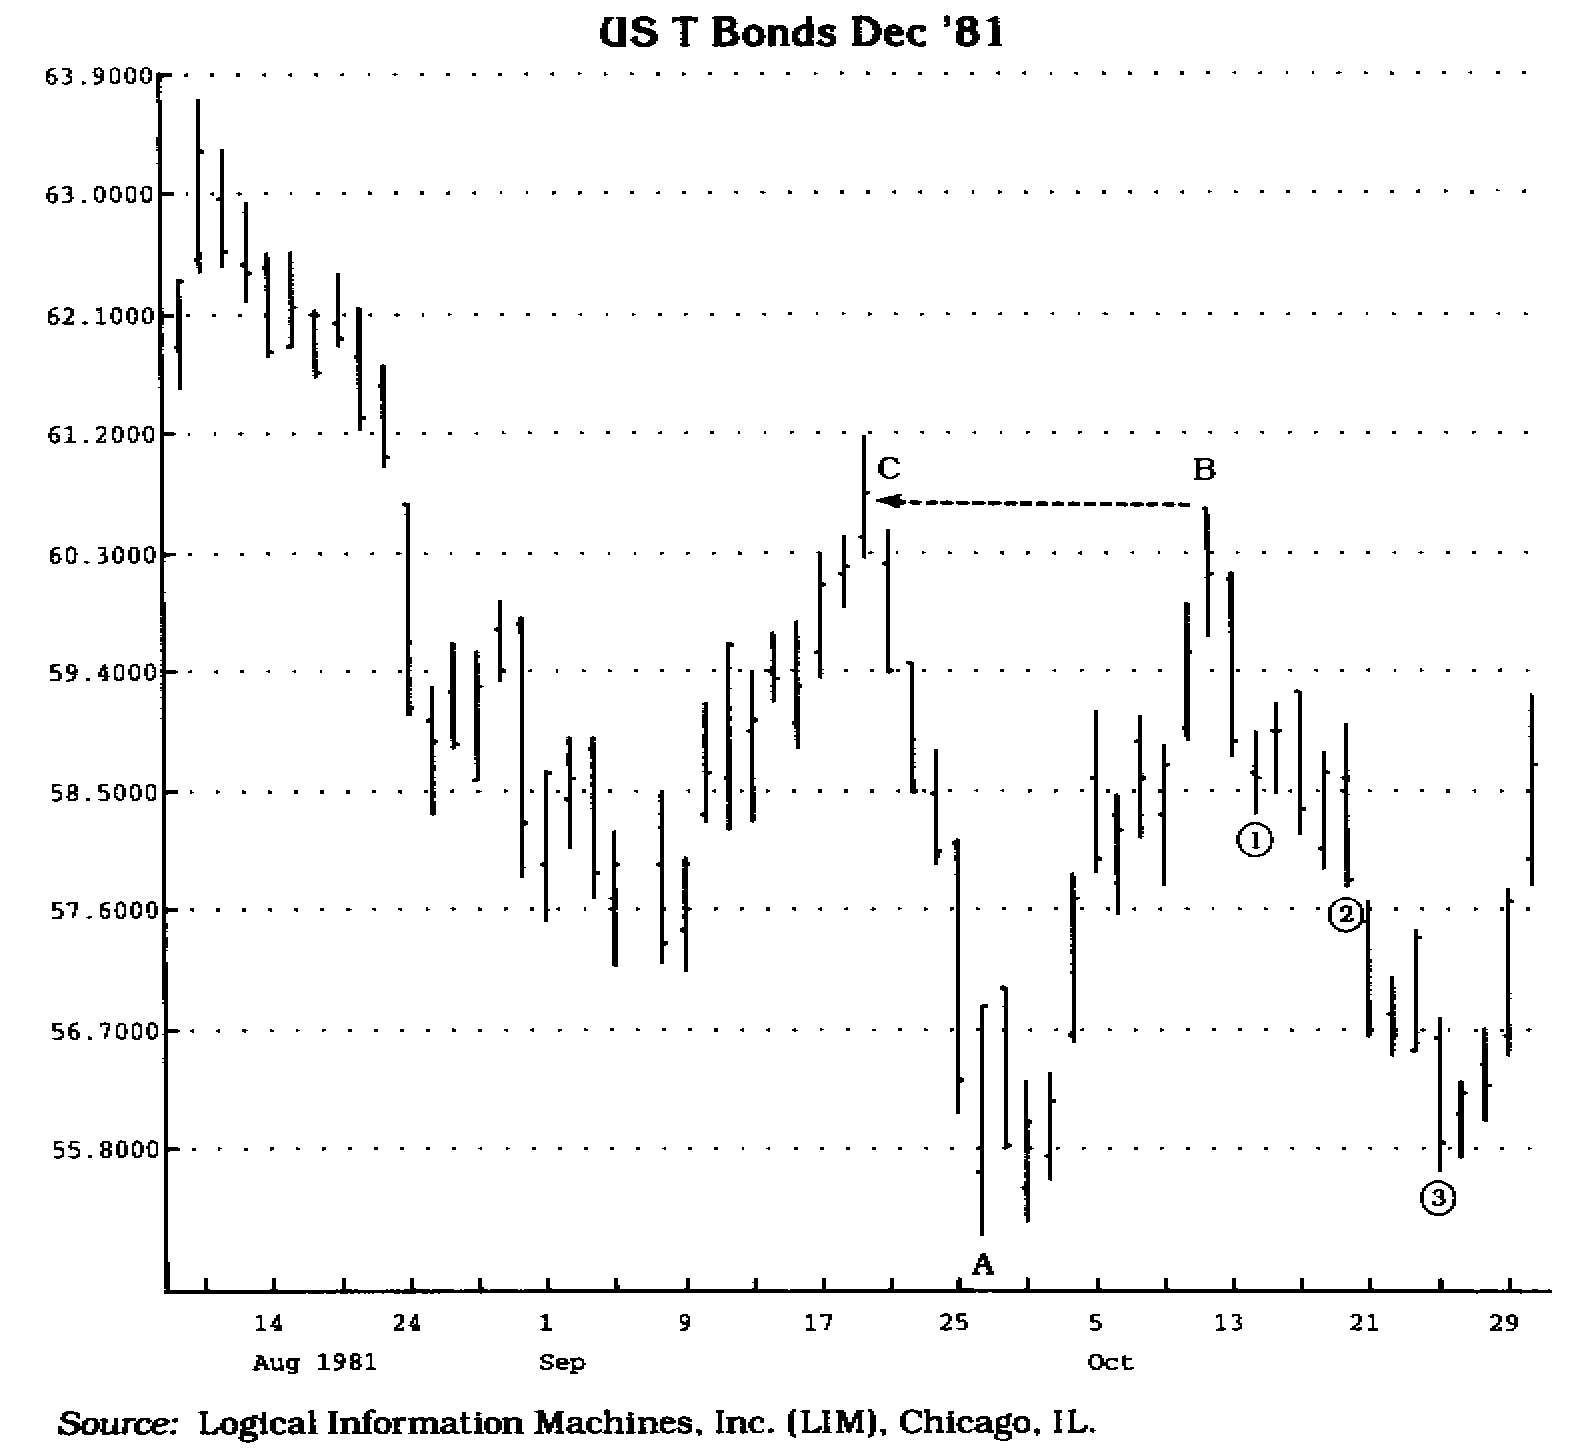 US T Bonds Dec '81
63.9000
63.0000
62.1000
61.2000
C B
60.3000
59.4000
58.5000
1
57.6000
2
56.7000
55.8000
3
A
14 24 1 9 17 25 5 13 21 29
Aug 1981 Sep Oct
Source: Logical Information Machines, Inc. (LIM), Chicago, IL.